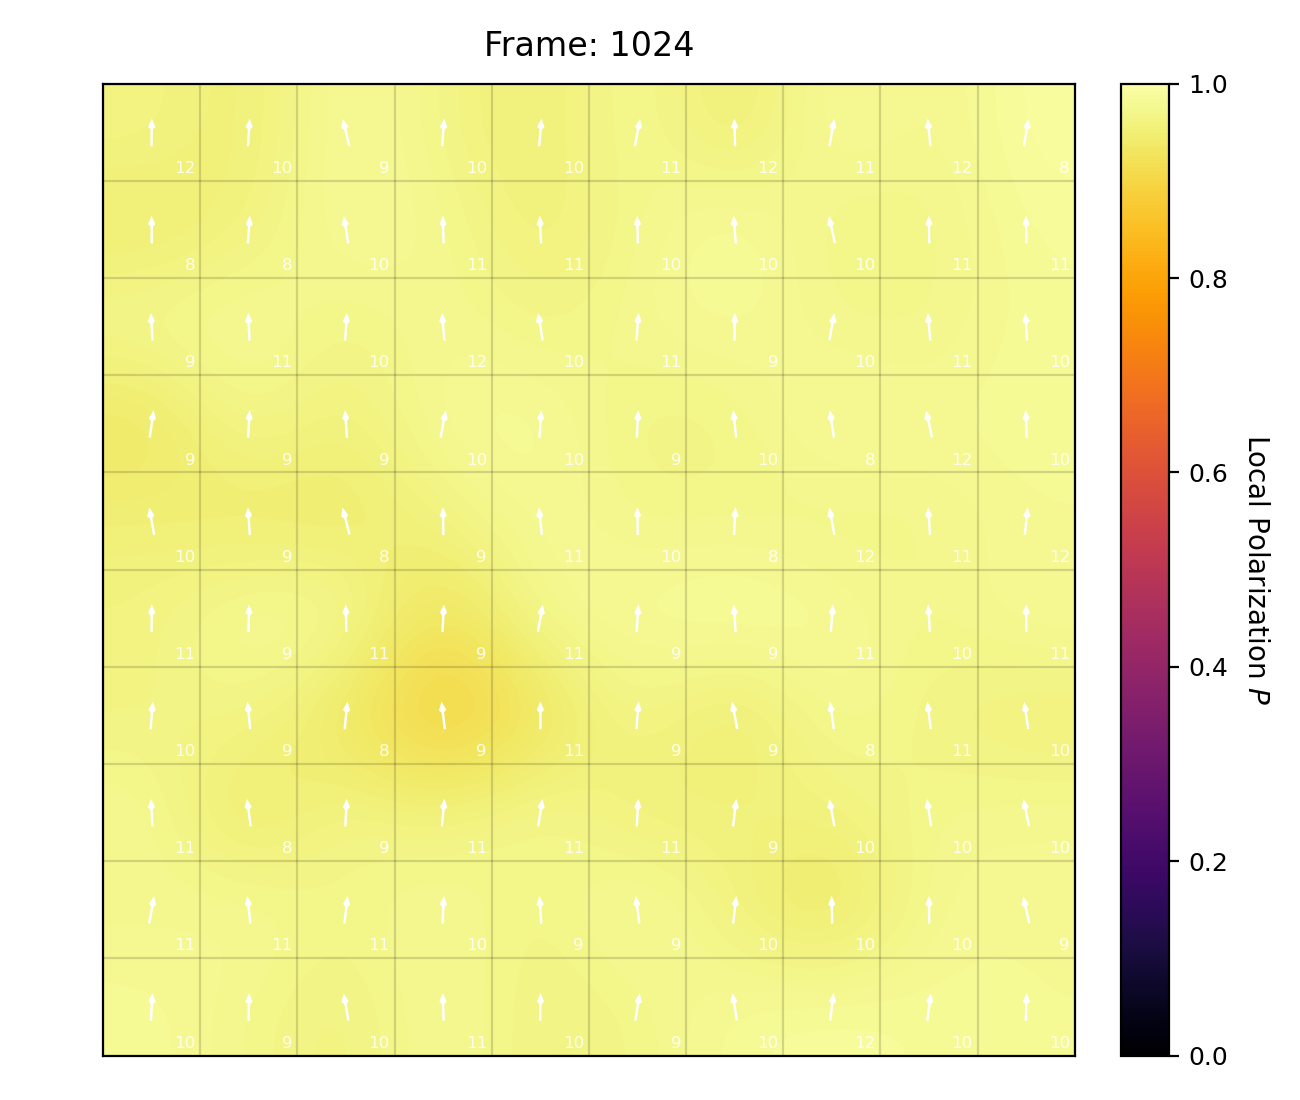 Frame: 1024
12 10 9 10 10 11 12 11 12 8
8 8 10 11 11 10 10 10 11 11
9 11 10 12 10 11 9 10 11 10
9 9 9 10 10 9 10 8 12 10
10 9 8 9 11 10 8 12 11 12
11 9 11 9 11 9 9 11 10 11
10 9 8 9 11 9 9 8 11 10
11 8 9 11 11 11 9 10 10 10
11 11 11 10 9 9 10 10 10 9
10 9 10 11 10 9 10 12 10 10
1.0
0.8
0.6
0.4
0.2
0.0
Local Polarization P